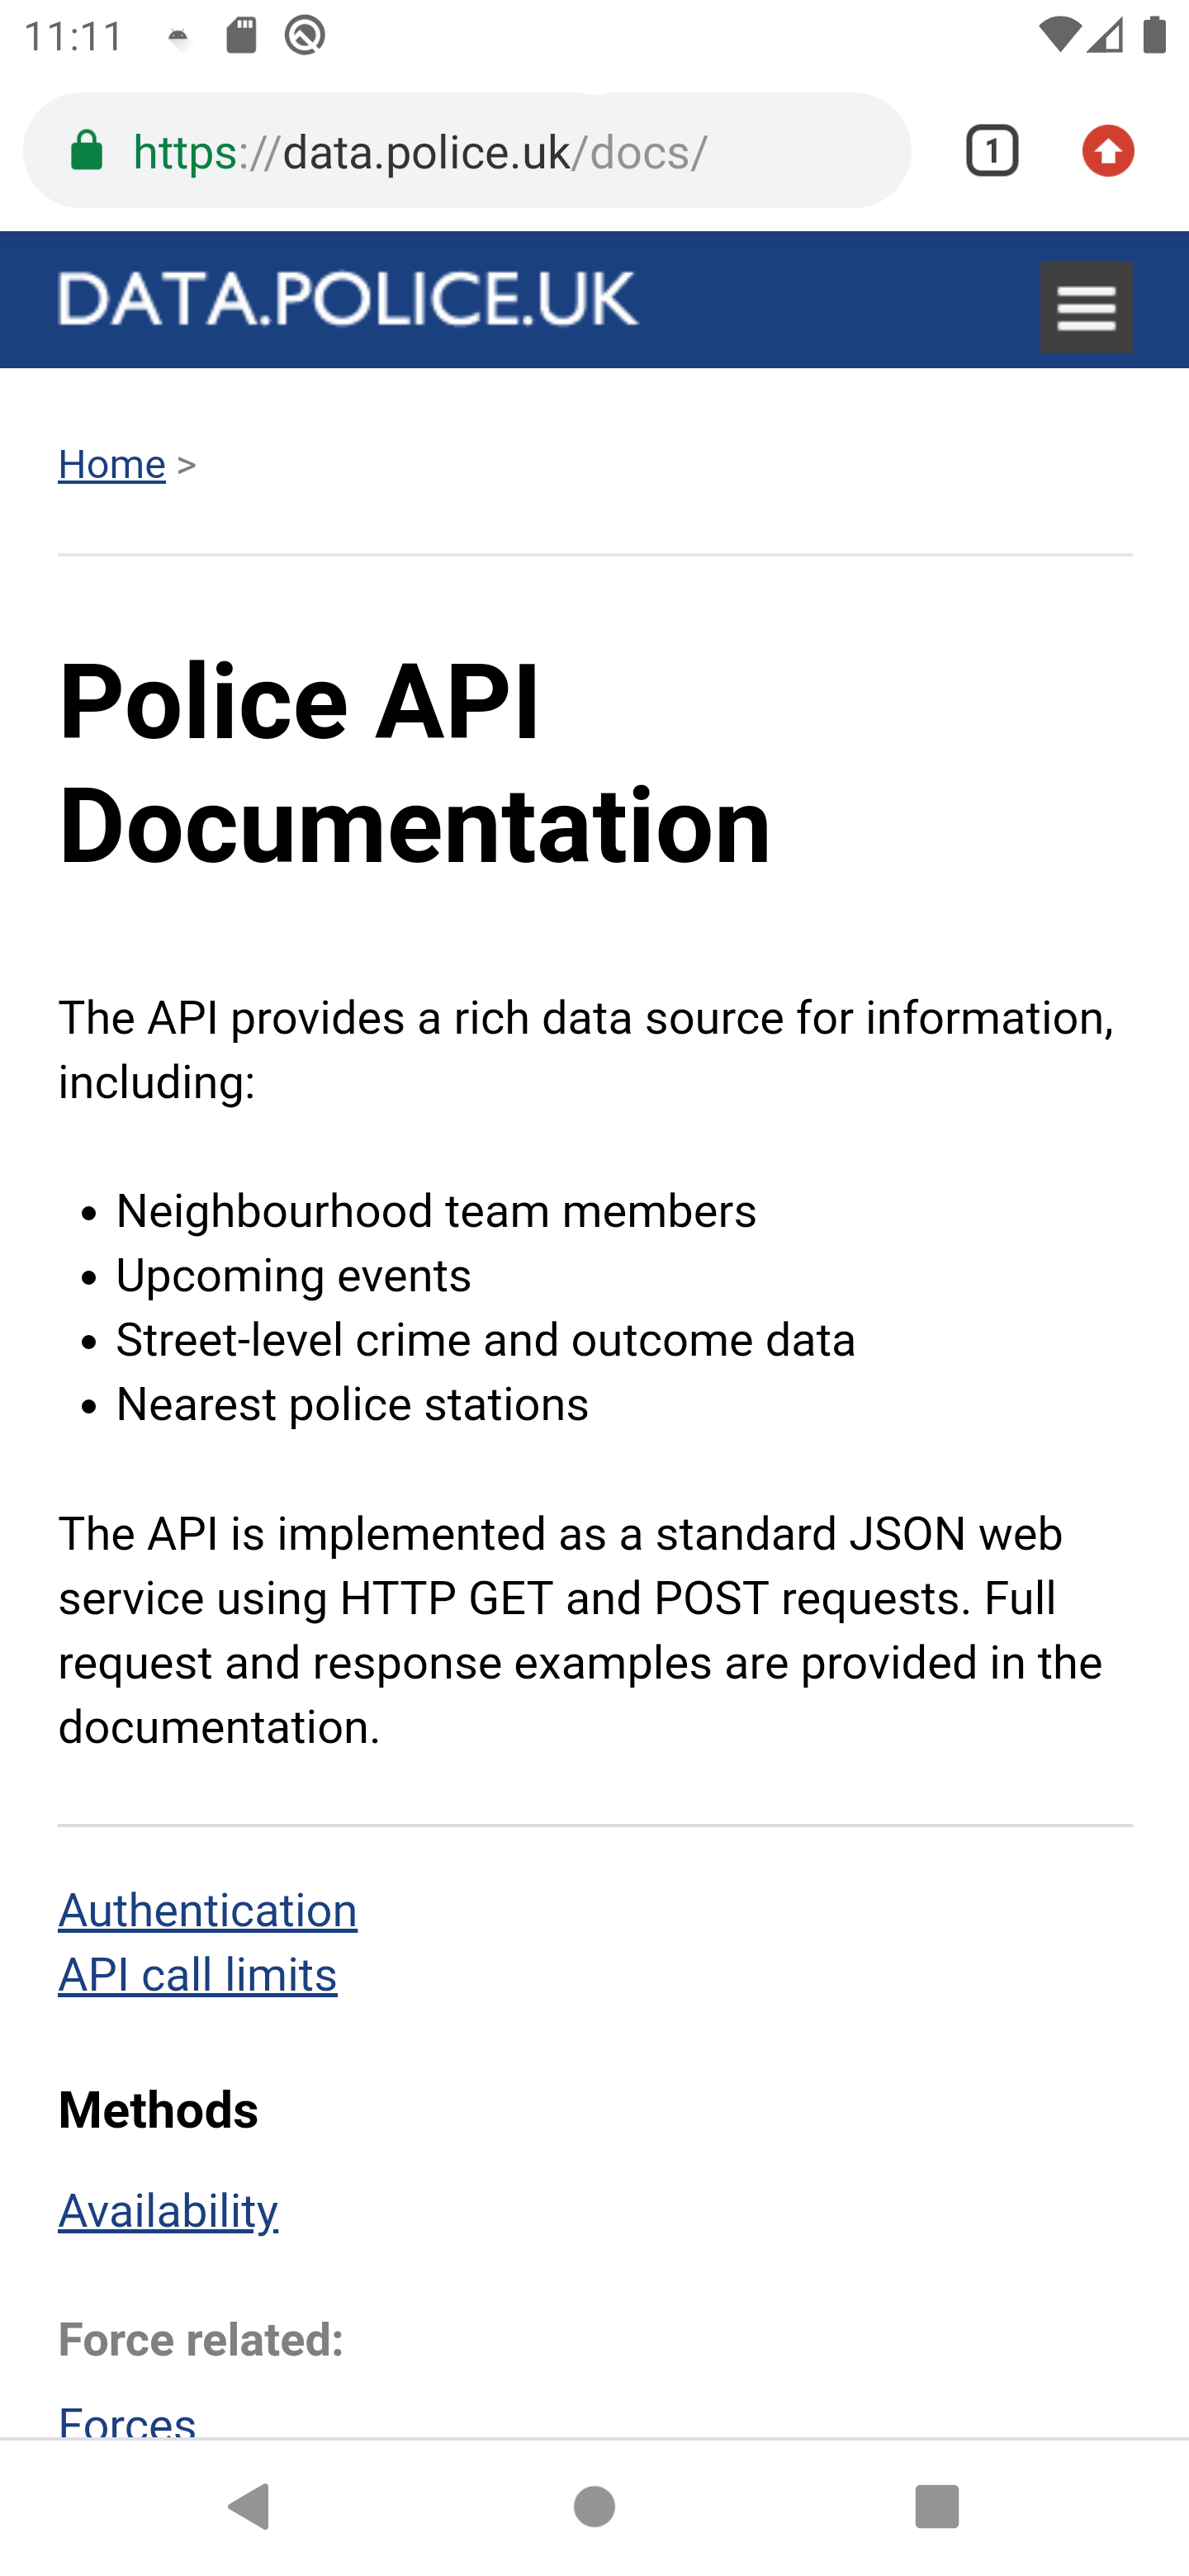 11:11
https://data.police.uk/docs/
1
DATA.POLICE.UK
Home >
Police API
Documentation
The API provides a rich data source for information,
including:
• Neighbourhood team members
• Upcoming events
• Street-level crime and outcome data
• Nearest police stations
The API is implemented as a standard JSON web
service using HTTP GET and POST requests. Full
request and response examples are provided in the
documentation.
Authentication
API call limits
Methods
Availability
Force related:
Forces